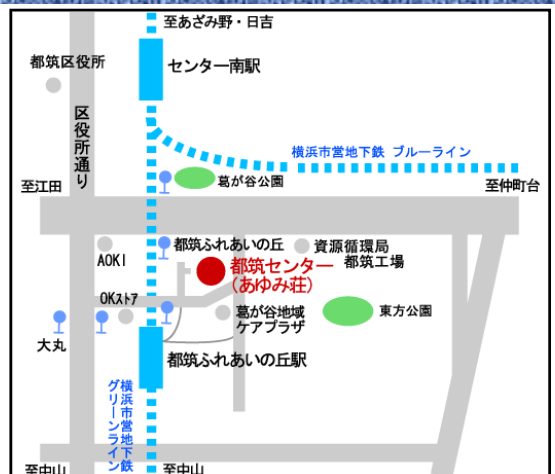 至あざみ野・日吉
都筑区役所
センター南駅
区役所通り
横浜市営地下鉄 ブルーライン
葛が谷公園
至江田
至仲町台
都筑ふれあいの丘
資源循環局
都筑工場
AOKI
都筑センター
(あゆみ荘)
OKストア
葛が谷地域
ケアプラザ
東方公園
大丸
都筑ふれあいの丘駅
横浜市営地下鉄
グリーンライン
至中山
至中山